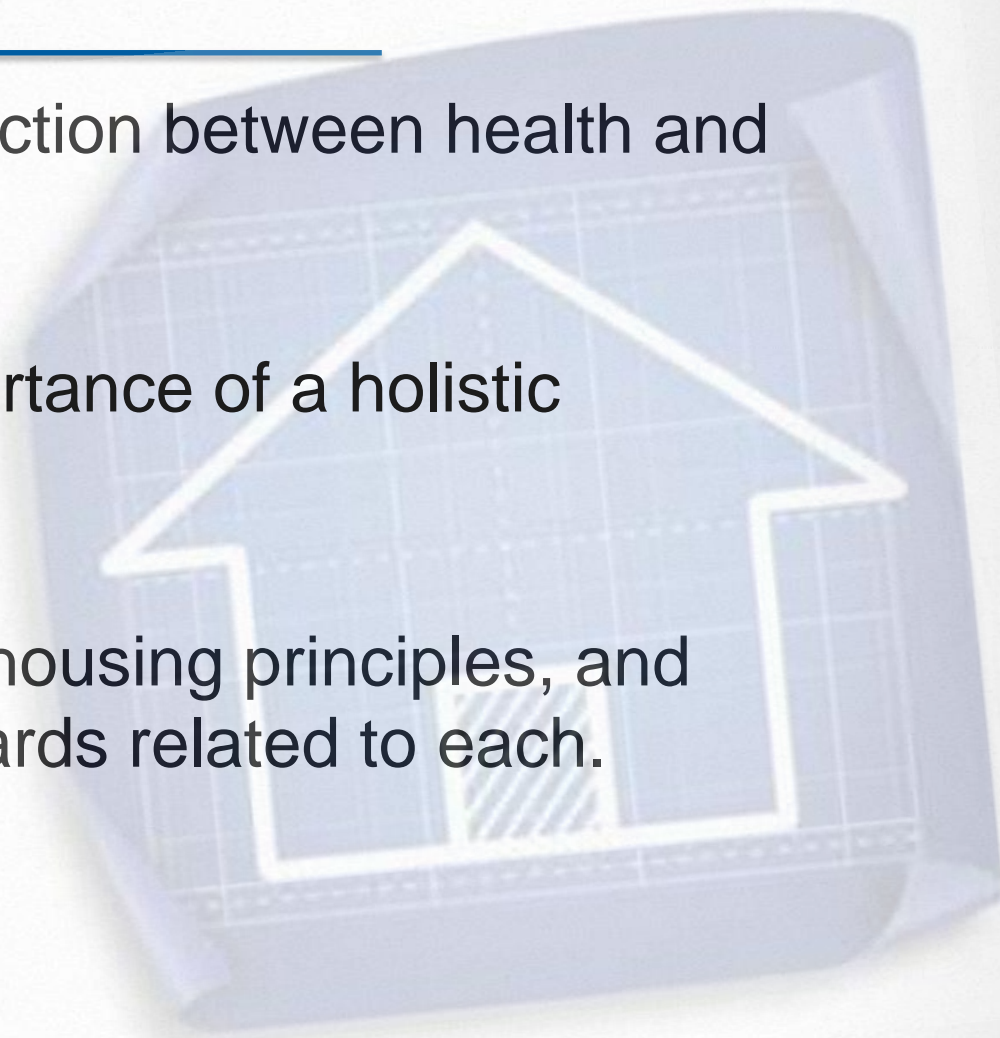 ction between health and
rtance of a holistic
housing principles, and
ards related to each.